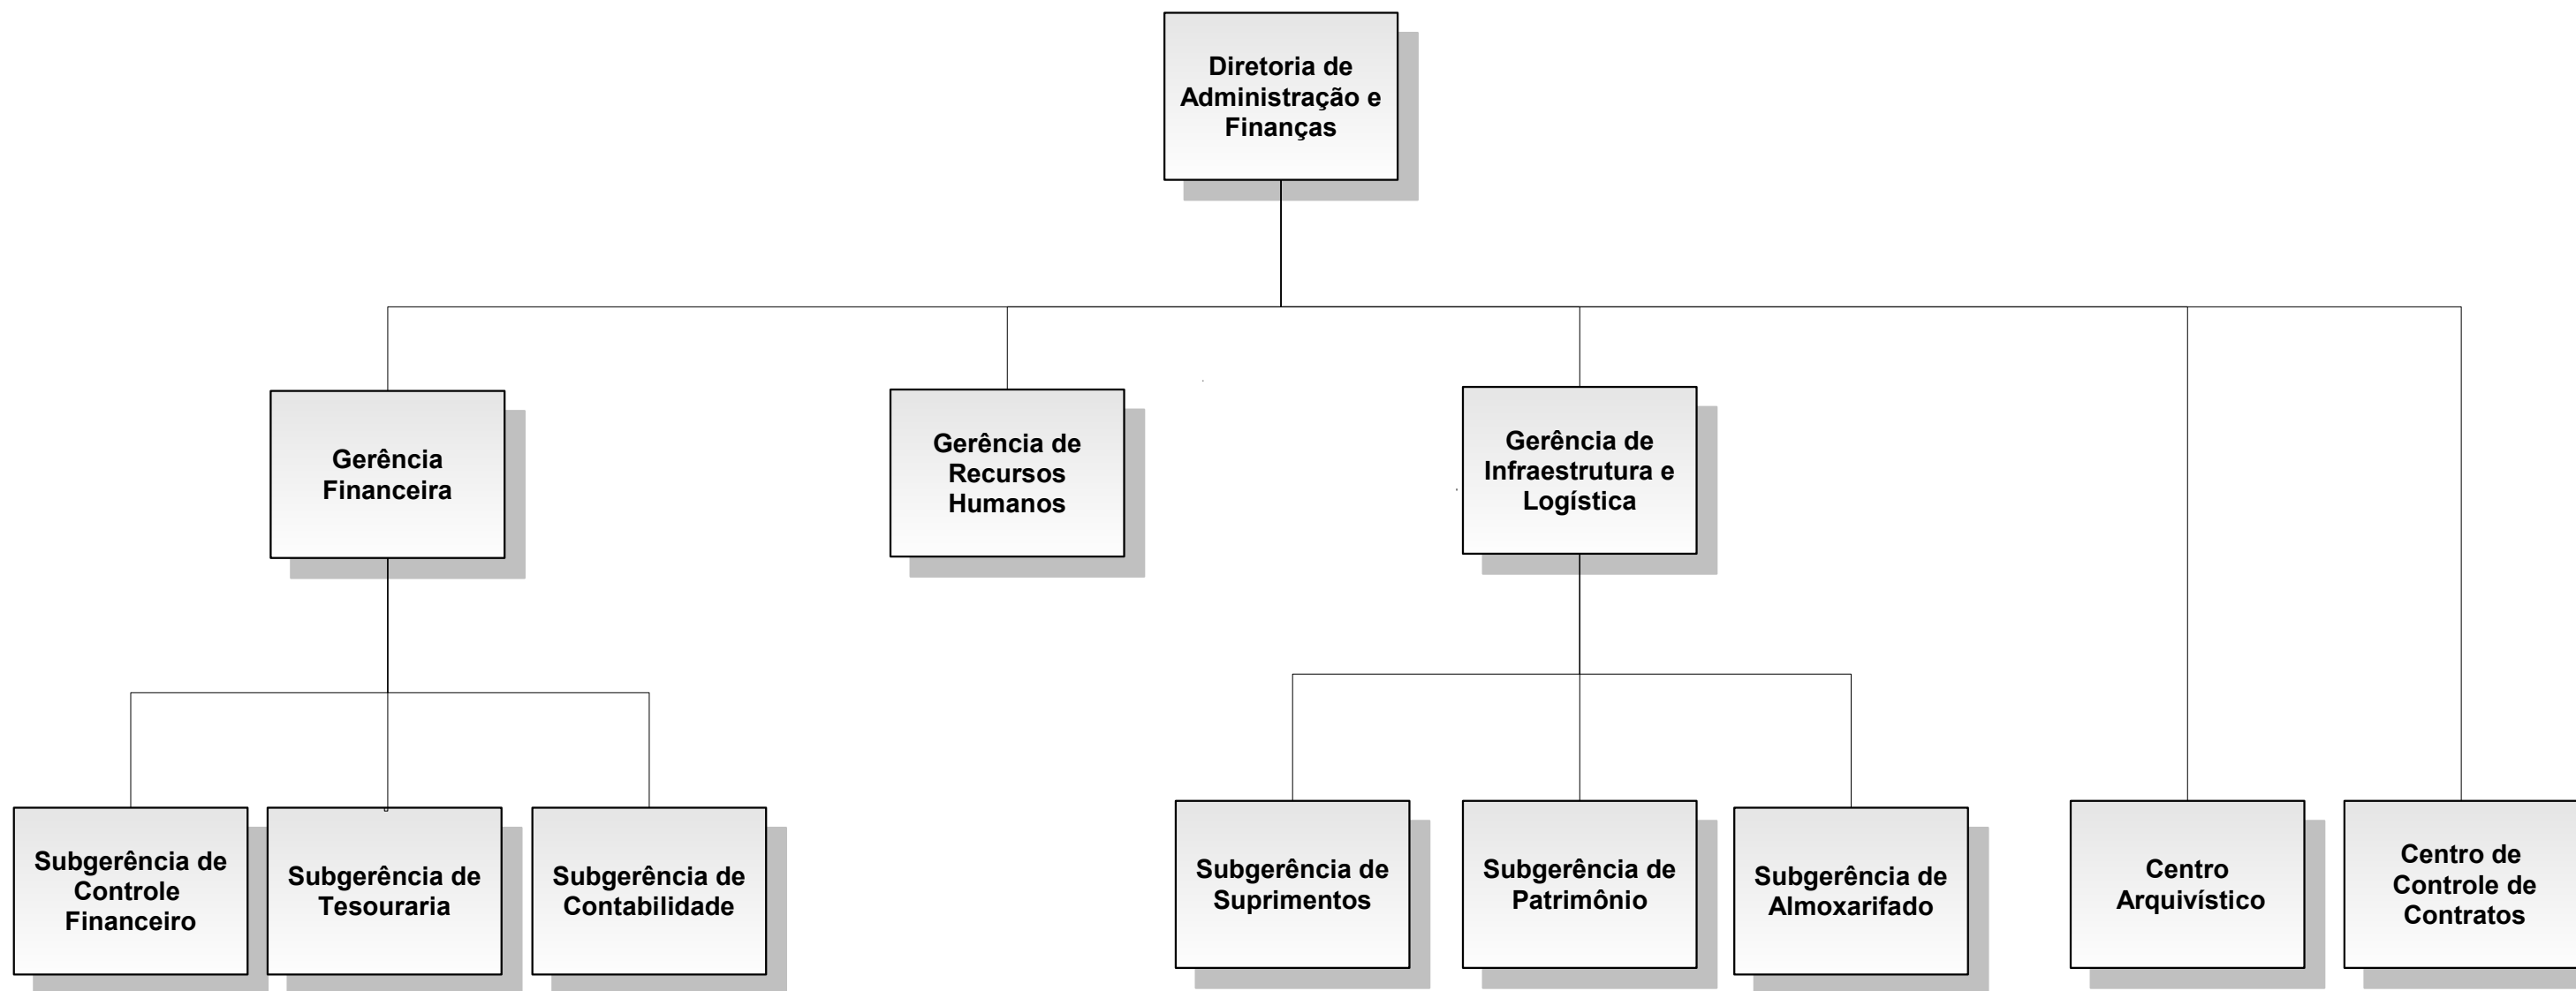 Diretoria de
Administração e
Finanças
Gerência
Financeira
Gerência de
Recursos
Humanos
Gerência de
Infraestrutura e
Logística
Subgerência de
Controle
Financeiro
Subgerência de
Tesouraria
Subgerência de
Contabilidade
Subgerência de
Suprimentos
Subgerência de
Patrimônio
Subgerência de
Almoxarifado
Centro
Arquivístico
Centro de
Controle de
Contratos